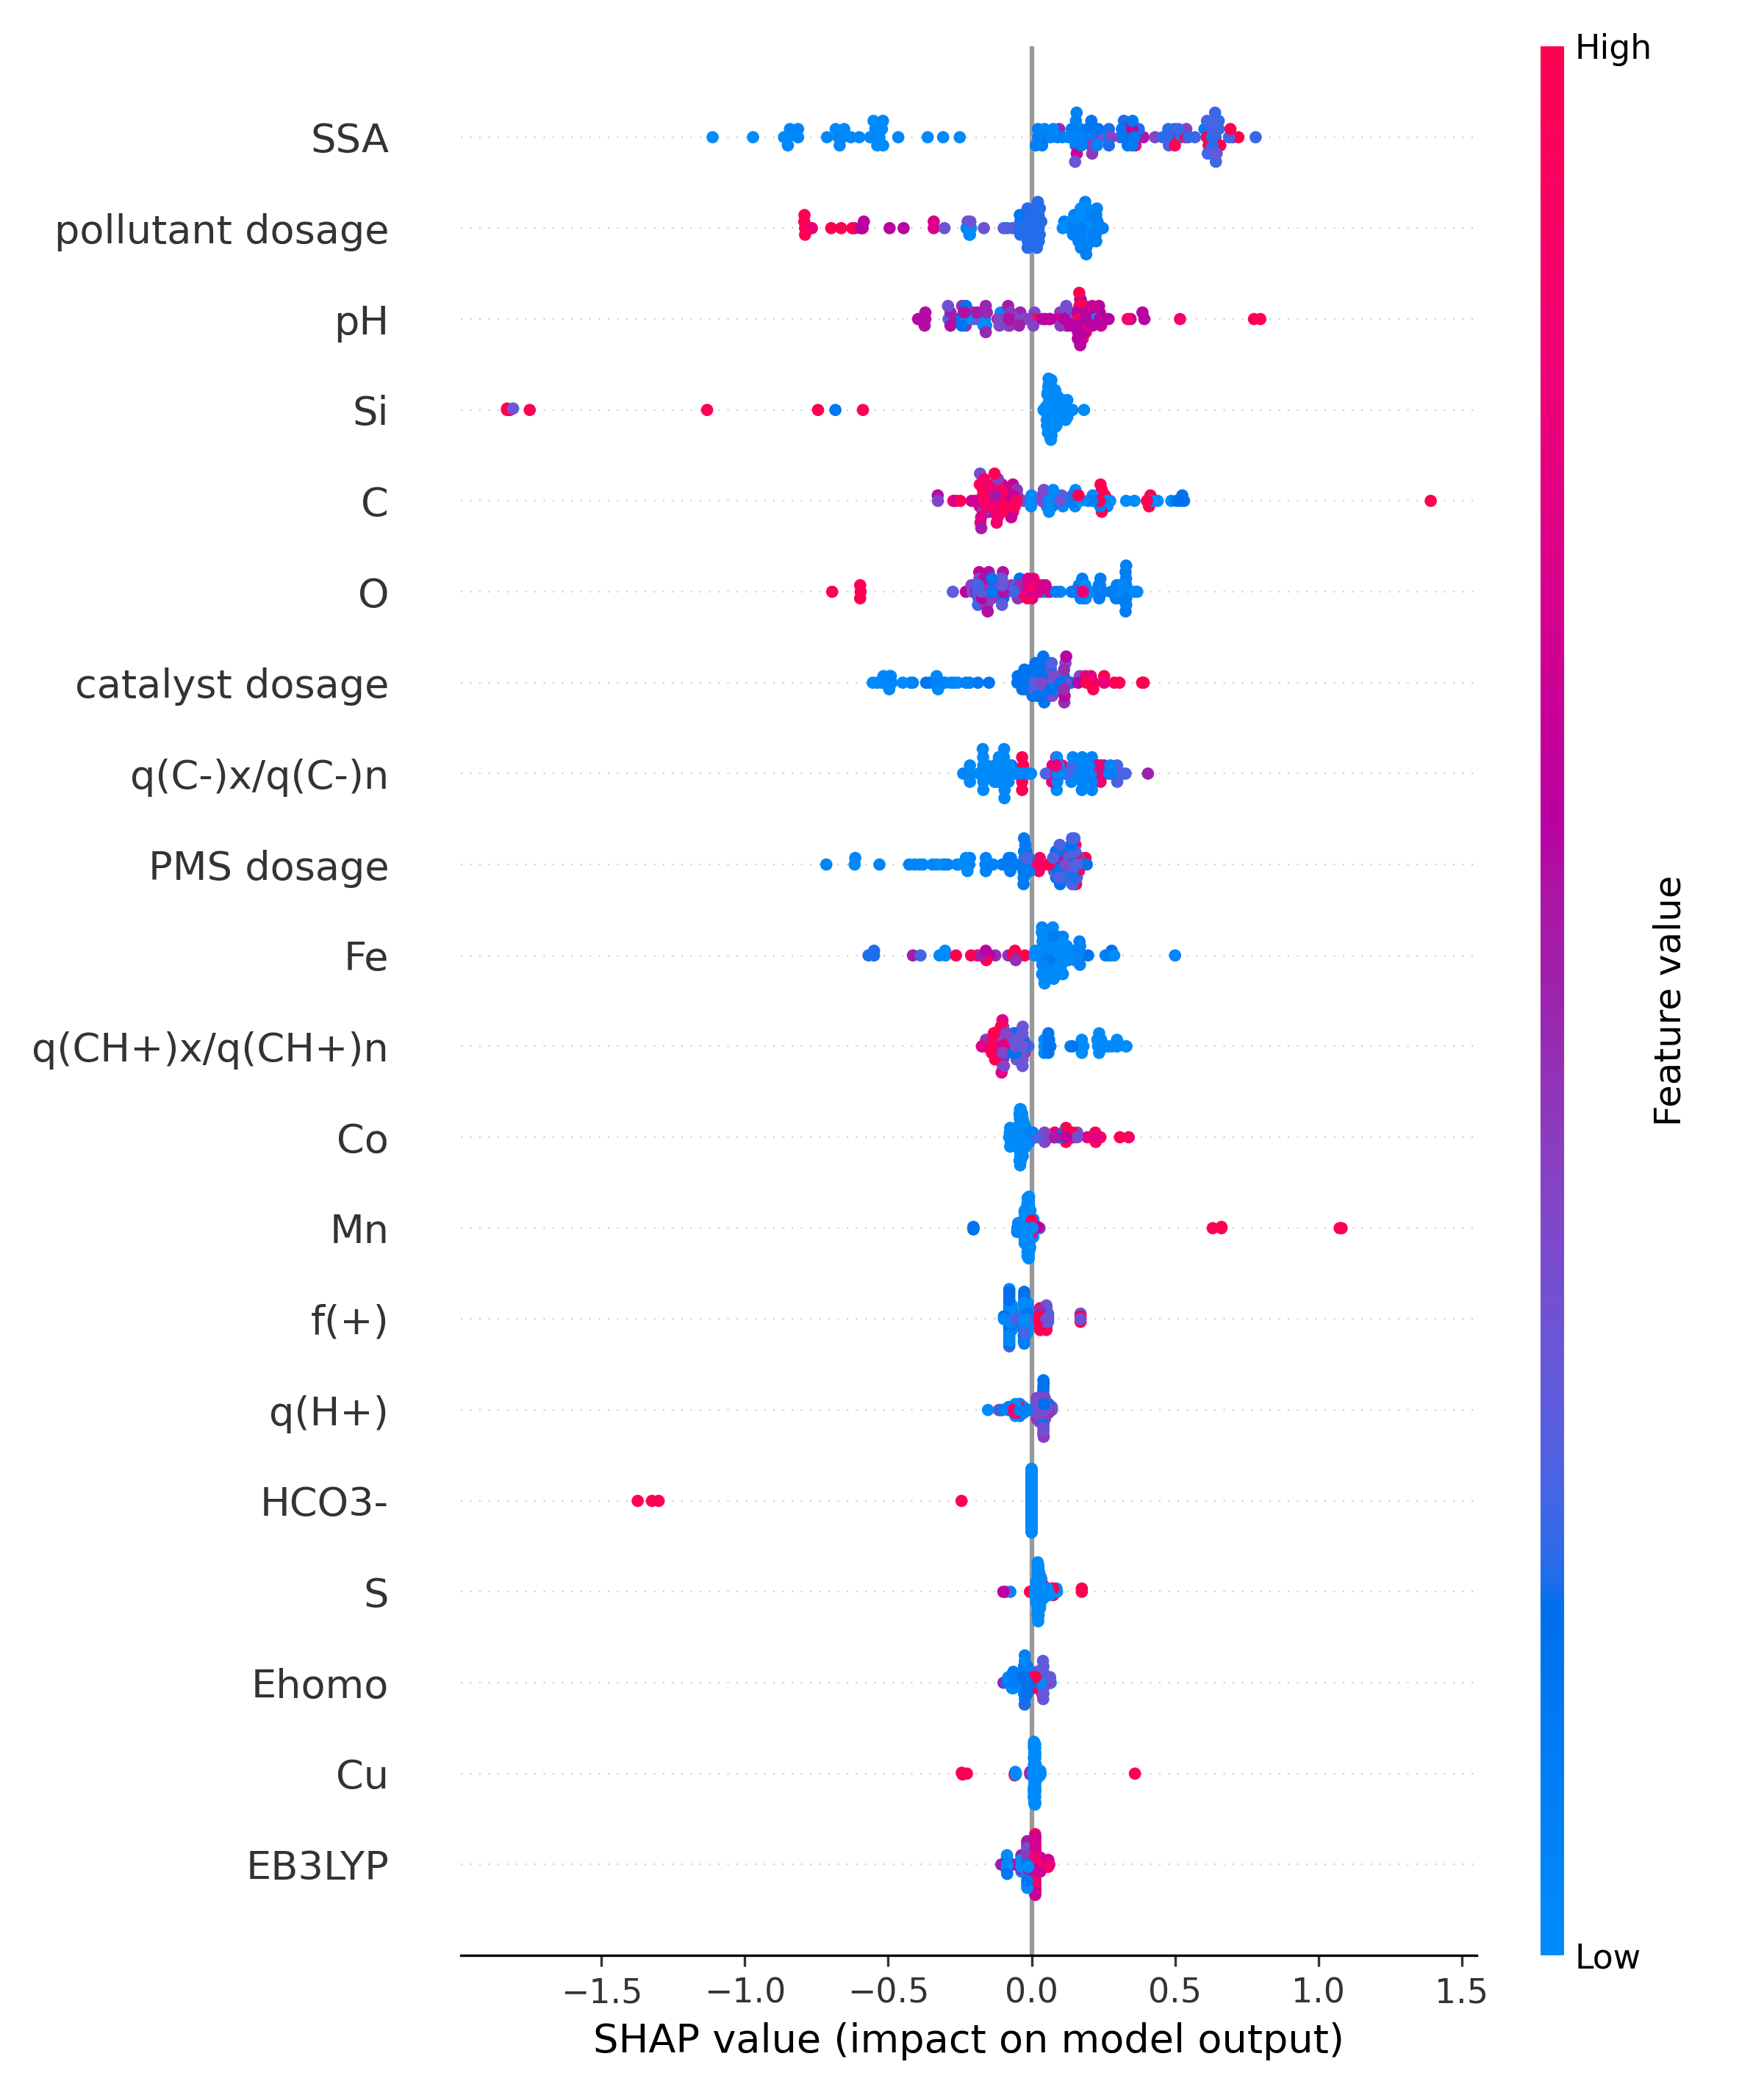 High
SSA
pollutant dosage
pH
Si
C
O
catalyst dosage
q(C-)x/q(C-)n
PMS dosage
Fe
q(CH+)x/q(CH+)n
Co
Mn
f(+)
q(H+)
HCO3-
S
Ehomo
Cu
EB3LYP
Feature value
Low
−1.5 −1.0 −0.5 0.0 0.5 1.0 1.5
SHAP value (impact on model output)